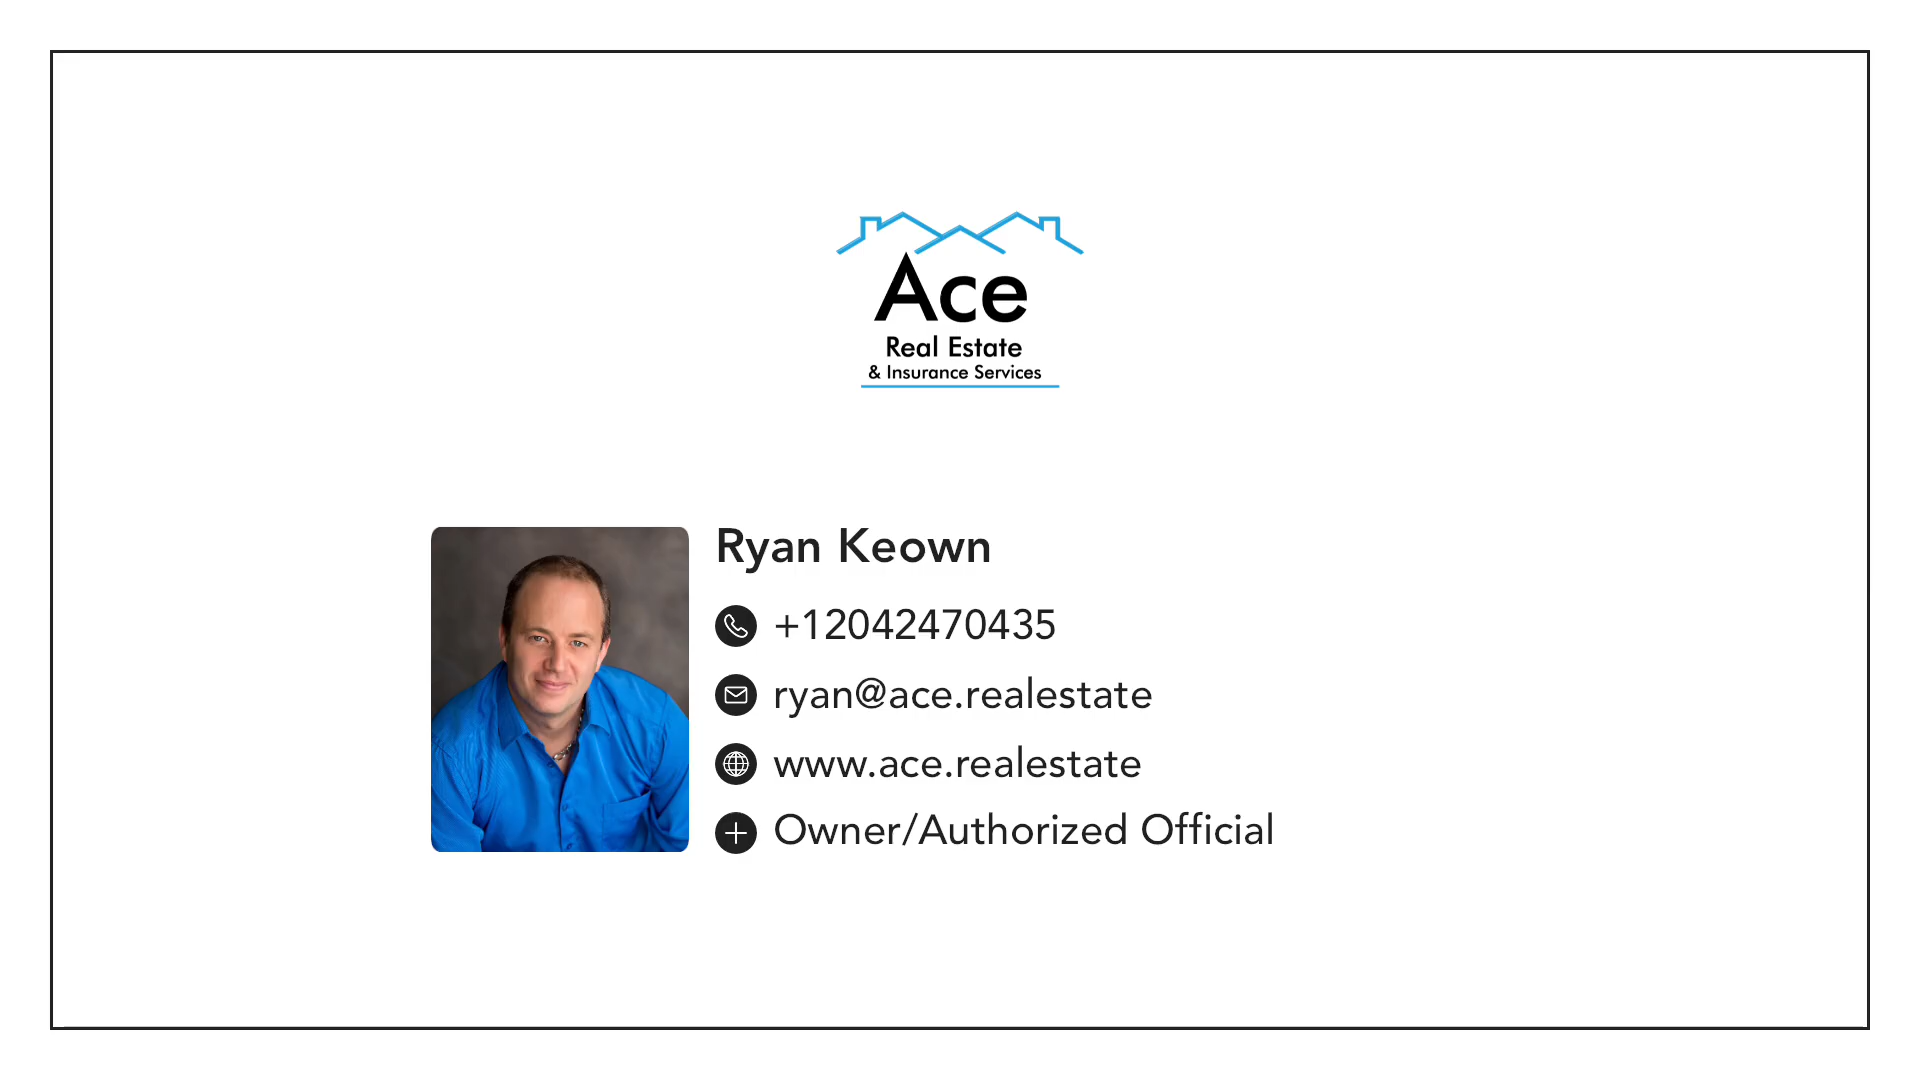 Ace
Real Estate
& Insurance Services
Ryan Keown
+12042470435
ryan@ace.realestate
www.ace.realestate
Owner/Authorized Official